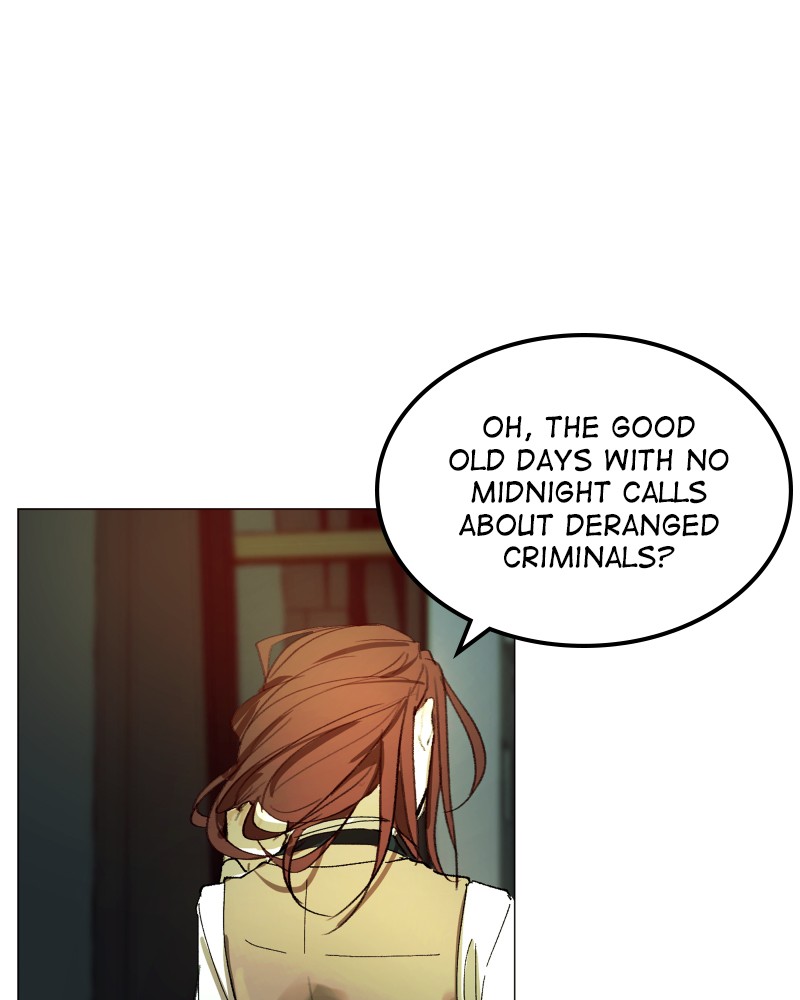 OH, THE GOOD
OLD DAYS WITH NO
MIDNIGHT CALLS
ABOUT DERANGED
CRIMINALS?